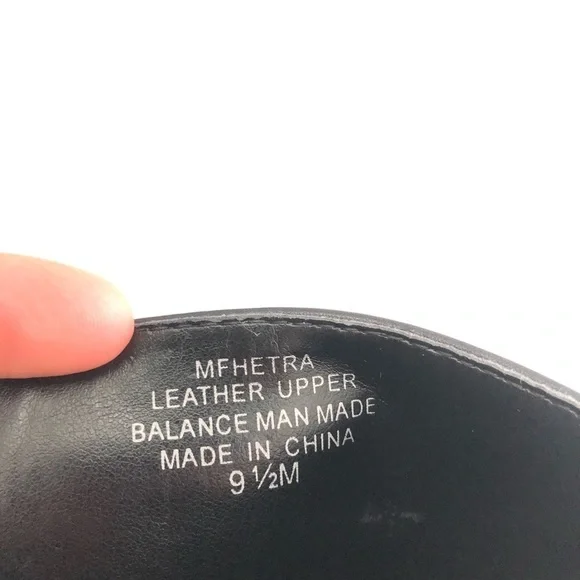 MFHETRA
LEATHER UPPER
BALANCE MAN MADE
MADE IN CHINA
9 ½M